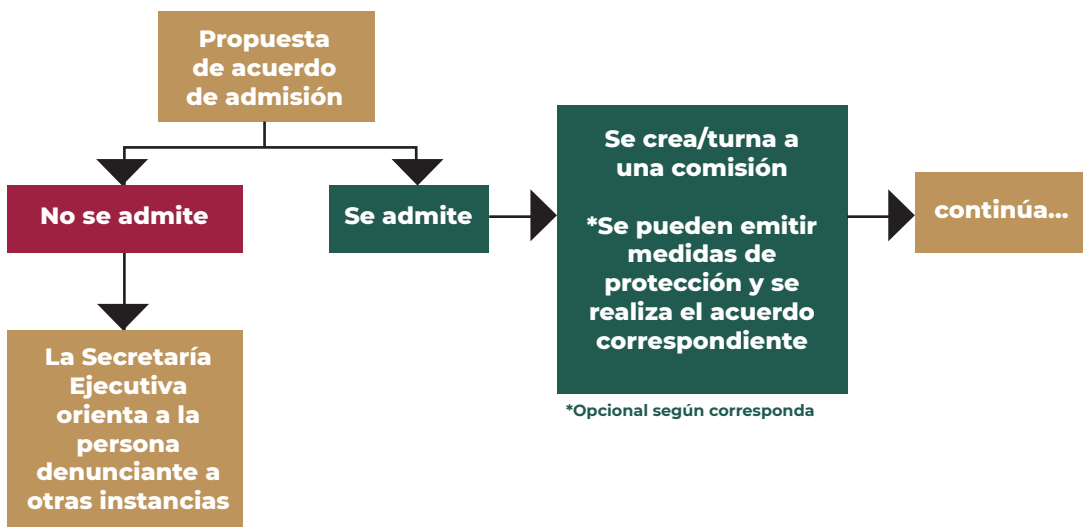 Propuesta
de acuerdo
de admisión
No se admite
Se admite
Se crea/turna a
una comisión
*Se pueden emitir
medidas de
protección y se
realiza el acuerdo
correspondiente
continúa...
*Opcional según corresponda
La Secretaría
Ejecutiva
orienta a la
persona
denunciante a
otras instancias